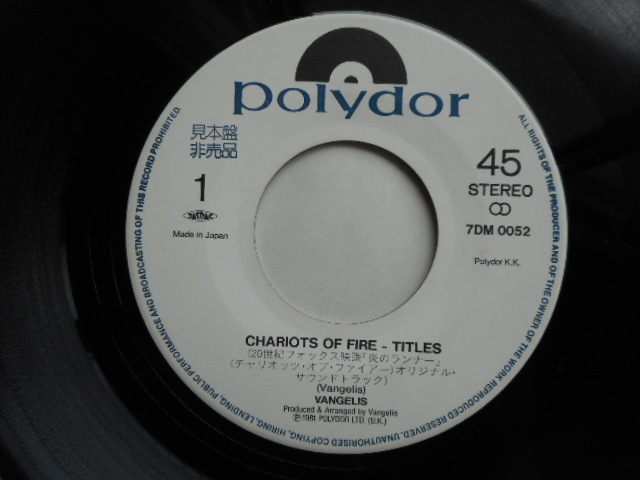 polydor
見本盤
非売品
1
JASRAC
Made in Japan
45
STEREO
7DM 0052
Polydor K.K.
CHARIOTS OF FIRE - TITLES
(20世紀フォックス映画「炎のランナー」
(チャリオッツ・オブ・ファイアー)オリジナル・
サウンドトラック)
(Vangelis)
VANGELIS
Produced & Arranged by Vangelis
Ⓟ1981 POLYDOR LTD. (U.K.)
ALL RIGHTS OF THE PRODUCER AND OF THE OWNER OF THE WORK REPRODUCED RESERVED. UNAUTHORISED COPYING, HIRING, LENDING, PUBLIC PERFORMANCE AND BROADCASTING OF THIS RECORD PROHIBITED.